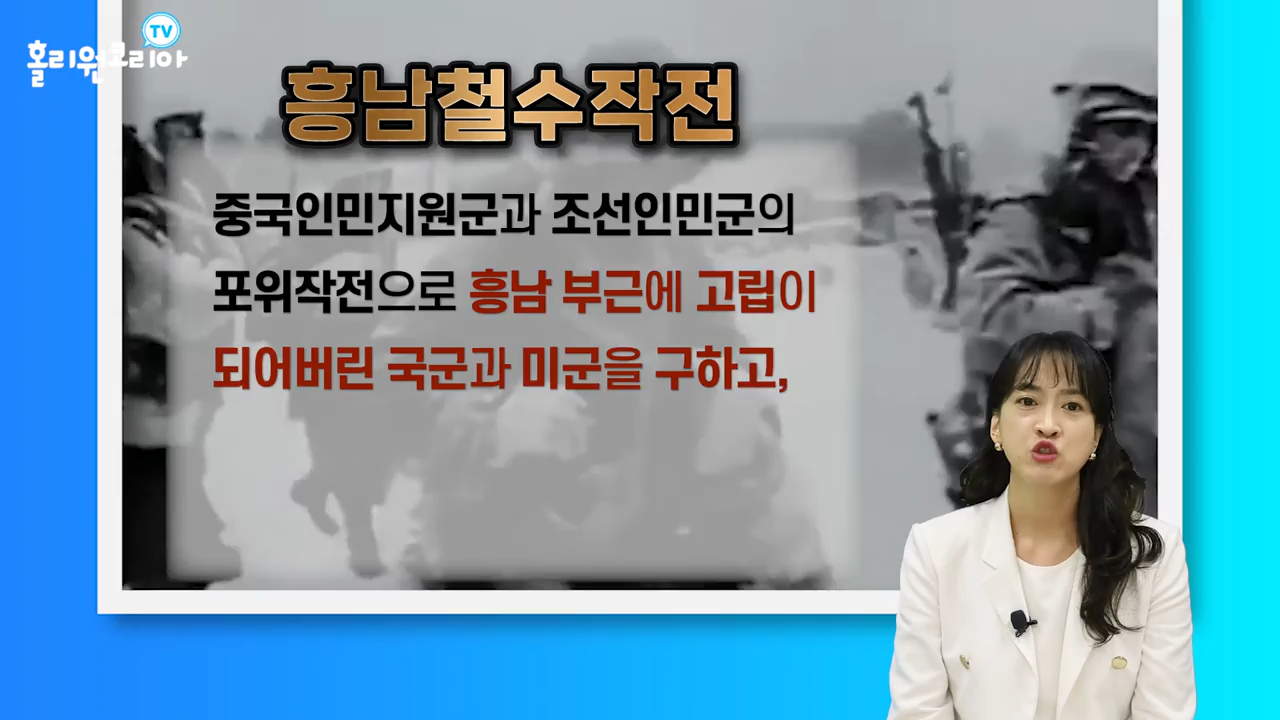 홀리원코리아 TV
흥남철수작전
중국인민지원군과 조선인민군의
포위작전으로 흥남 부근에 고립이
되어버린 국군과 미군을 구하고,